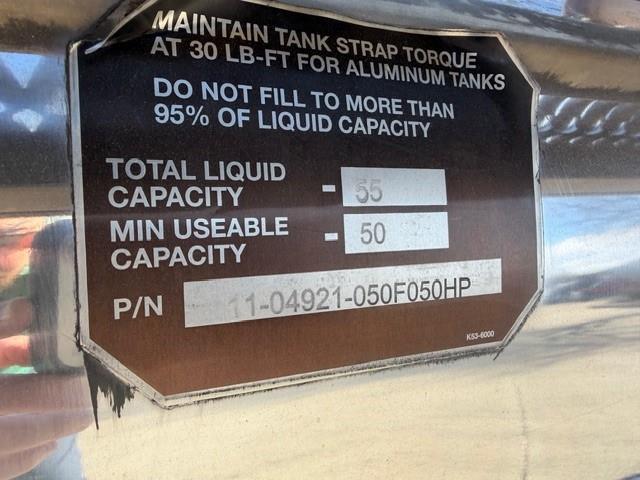 MAINTAIN TANK STRAP TORQUE
AT 30 LB-FT FOR ALUMINUM TANKS
DO NOT FILL TO MORE THAN
95% OF LIQUID CAPACITY
TOTAL LIQUID
CAPACITY - 55
MIN USEABLE
CAPACITY - 50
P/N 11-04921-050F050HP
K53-6000